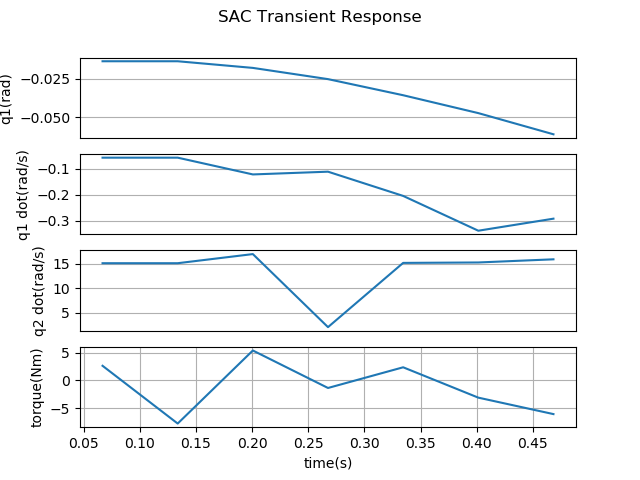 SAC Transient Response
q1(rad)
−0.025
−0.050
q1 dot(rad/s)
−0.1
−0.2
−0.3
q2 dot(rad/s)
15
10
5
torque(Nm)
5
0
−5
0.05 0.10 0.15 0.20 0.25 0.30 0.35 0.40 0.45
time(s)